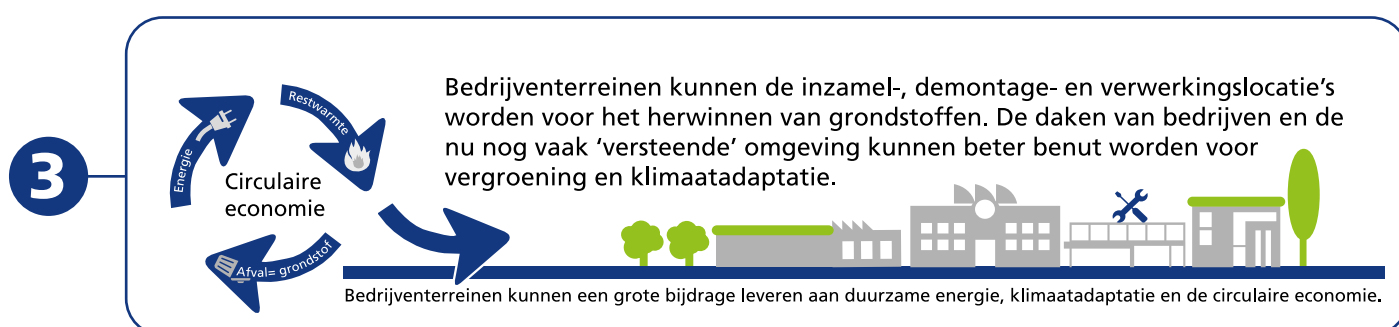 3
Energie
Restwarmte
Circulaire
economie
Afval= grondstof
Bedrijventerreinen kunnen de inzamel-, demontage- en verwerkingslocatie's
worden voor het herwinnen van grondstoffen. De daken van bedrijven en de
nu nog vaak ‘versteende’ omgeving kunnen beter benut worden voor
vergroening en klimaatadaptatie.
Bedrijventerreinen kunnen een grote bijdrage leveren aan duurzame energie, klimaatadaptatie en de circulaire economie.